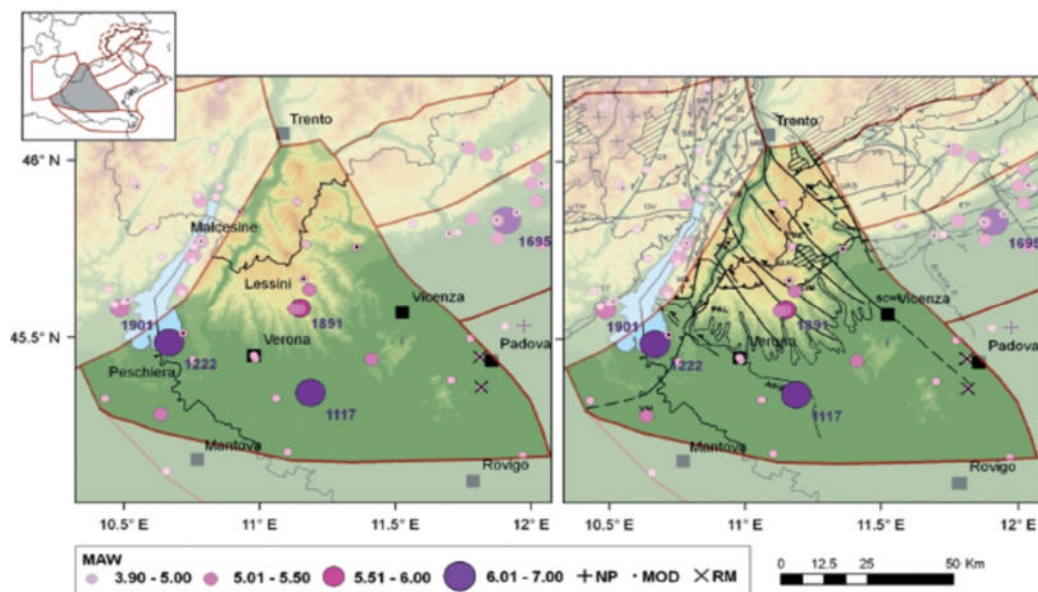 Trento
Trento
46° N
Malcesine
1695
1695
Lessini
Vicenza
SCHVicenza
PAL
1901
1891
1901
1891
Verona
Verona
45.5° N
1222
Padova
1222
Padova
Peschiera
1117
1117
VM
Mantova
Mantova
Rovigo
Rovigo
10.5° E 11° E 11.5° E 12° E 10.5° E 11° E 11.5° E 12° E
MAW
3.90 - 5.00 5.01 - 5.50 5.51 - 6.00 6.01 - 7.00 NP MOD RM
0 12.5 25 50 Km